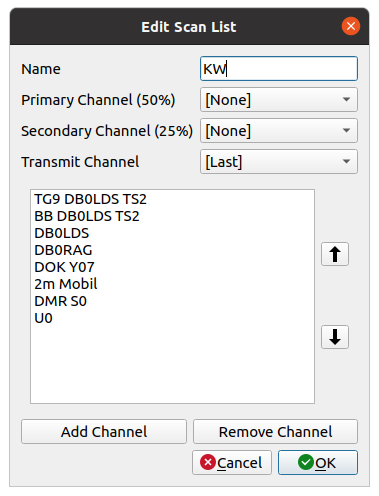 Edit Scan List
Name KW
Primary Channel (50%) [None]
Secondary Channel (25%) [None]
Transmit Channel [Last]
TG9 DB0LDS TS2
BB DB0LDS TS2
DB0LDS
DB0RAG
DOK Y07
2m Mobil
DMR S0
U0
Add Channel Remove Channel
Cancel OK